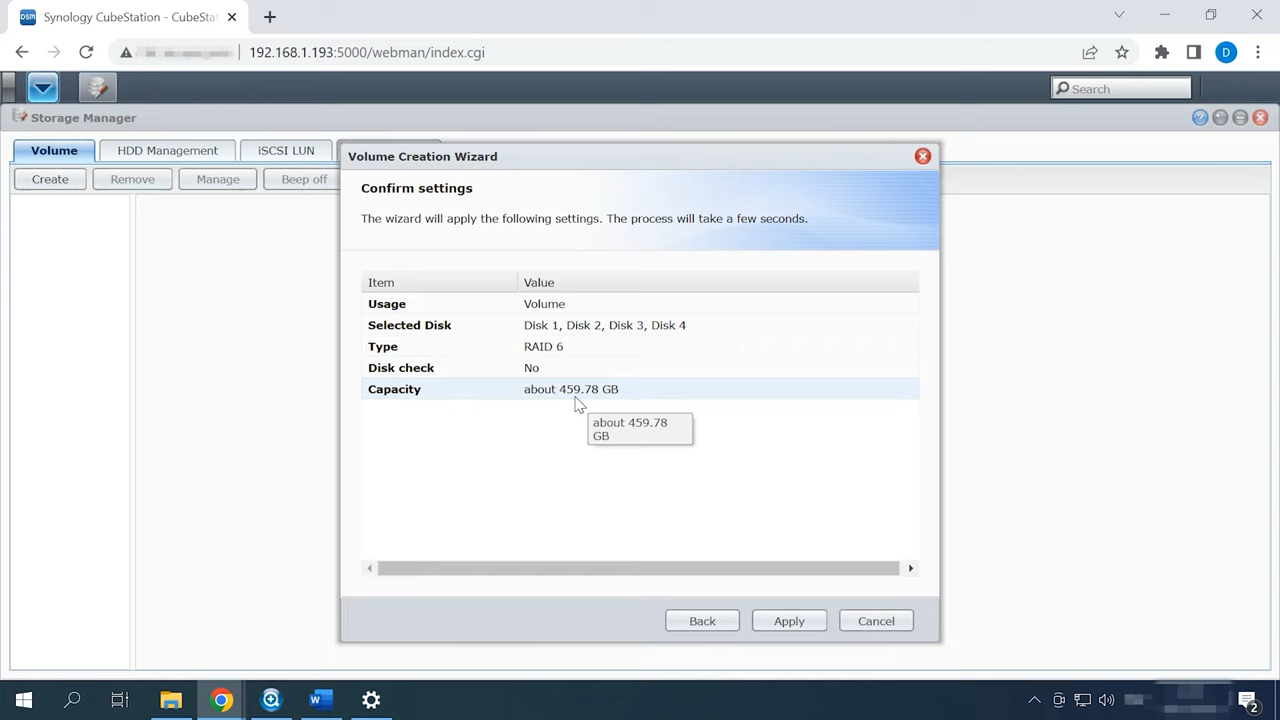 Synology CubeStation - CubeSta
192.168.1.193:5000/webman/index.cgi
D
Search
Storage Manager
Volume
HDD Management
iSCSI LUN
Create
Remove
Manage
Beep off
Volume Creation Wizard
Confirm settings
The wizard will apply the following settings. The process will take a few seconds.
Item Value
Usage Volume
Selected Disk Disk 1, Disk 2, Disk 3, Disk 4
Type RAID 6
Disk check No
Capacity about 459.78 GB
about 459.78
GB
Back
Apply
Cancel
W
2